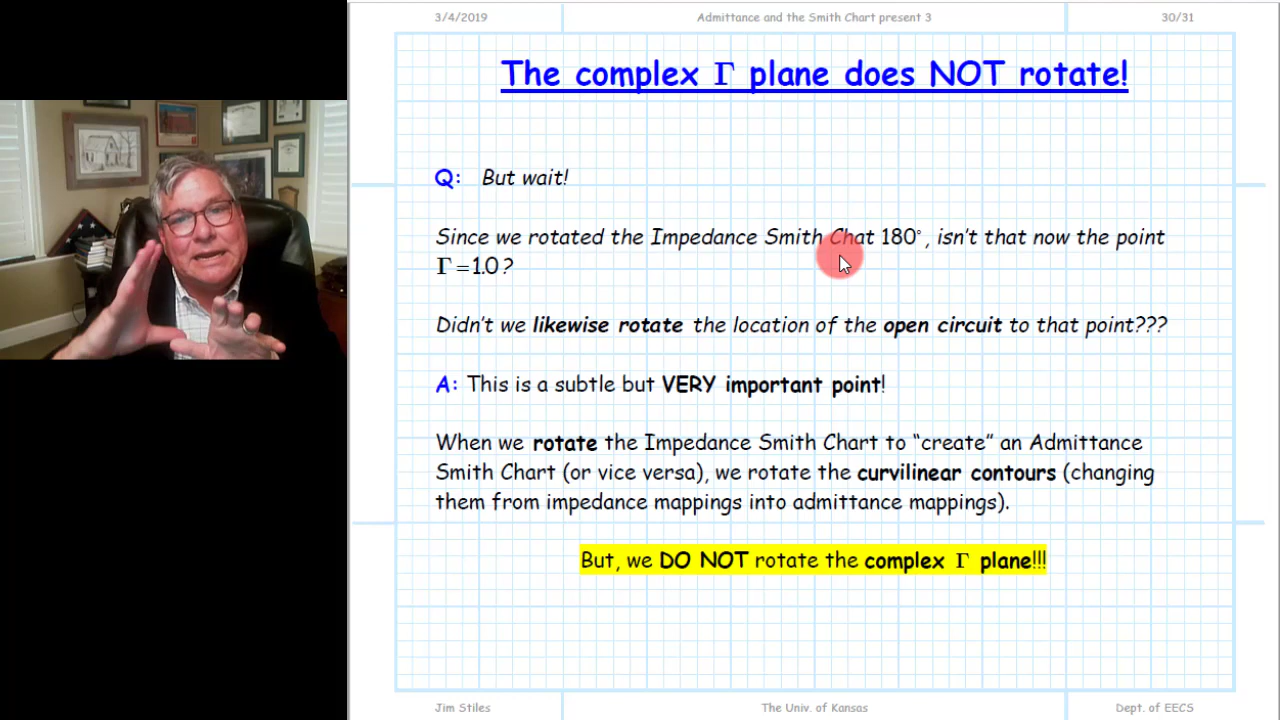 3/4/2019 Admittance and the Smith Chart present 3 30/31
The complex Γ plane does NOT rotate!
Q: But wait!
Since we rotated the Impedance Smith Chat 180°, isn't that now the point
Γ = 1.0 ?
Didn't we likewise rotate the location of the open circuit to that point???
A: This is a subtle but VERY important point!
When we rotate the Impedance Smith Chart to “create” an Admittance
Smith Chart (or vice versa), we rotate the curvilinear contours (changing
them from impedance mappings into admittance mappings).
But, we DO NOT rotate the complex Γ plane!!!
Jim Stiles The Univ. of Kansas Dept. of EECS